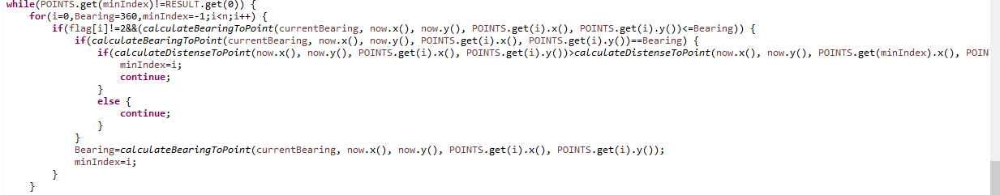 while(POINTS.get(minIndex)!=RESULT.get(0)) {
for(i=0,Bearing=360,minIndex=-1;i<n;i++) {
if(flag[i]!=2&&(calculateBearingToPoint(currentBearing, now.x(), now.y(), POINTS.get(i).x(), POINTS.get(i).y())<=Bearing)) {
if(calculateBearingToPoint(currentBearing, now.x(), now.y(), POINTS.get(i).x(), POINTS.get(i).y())==Bearing) {
if(calculateDistenseToPoint(now.x(), now.y(), POINTS.get(i).x(), POINTS.get(i).y())>calculateDistenseToPoint(now.x(), now.y(), POINTS.get(minIndex).x(), POIN
minIndex=i;
continue;
}
else {
continue;
}
}
Bearing=calculateBearingToPoint(currentBearing, now.x(), now.y(), POINTS.get(i).x(), POINTS.get(i).y());
minIndex=i;
}
}